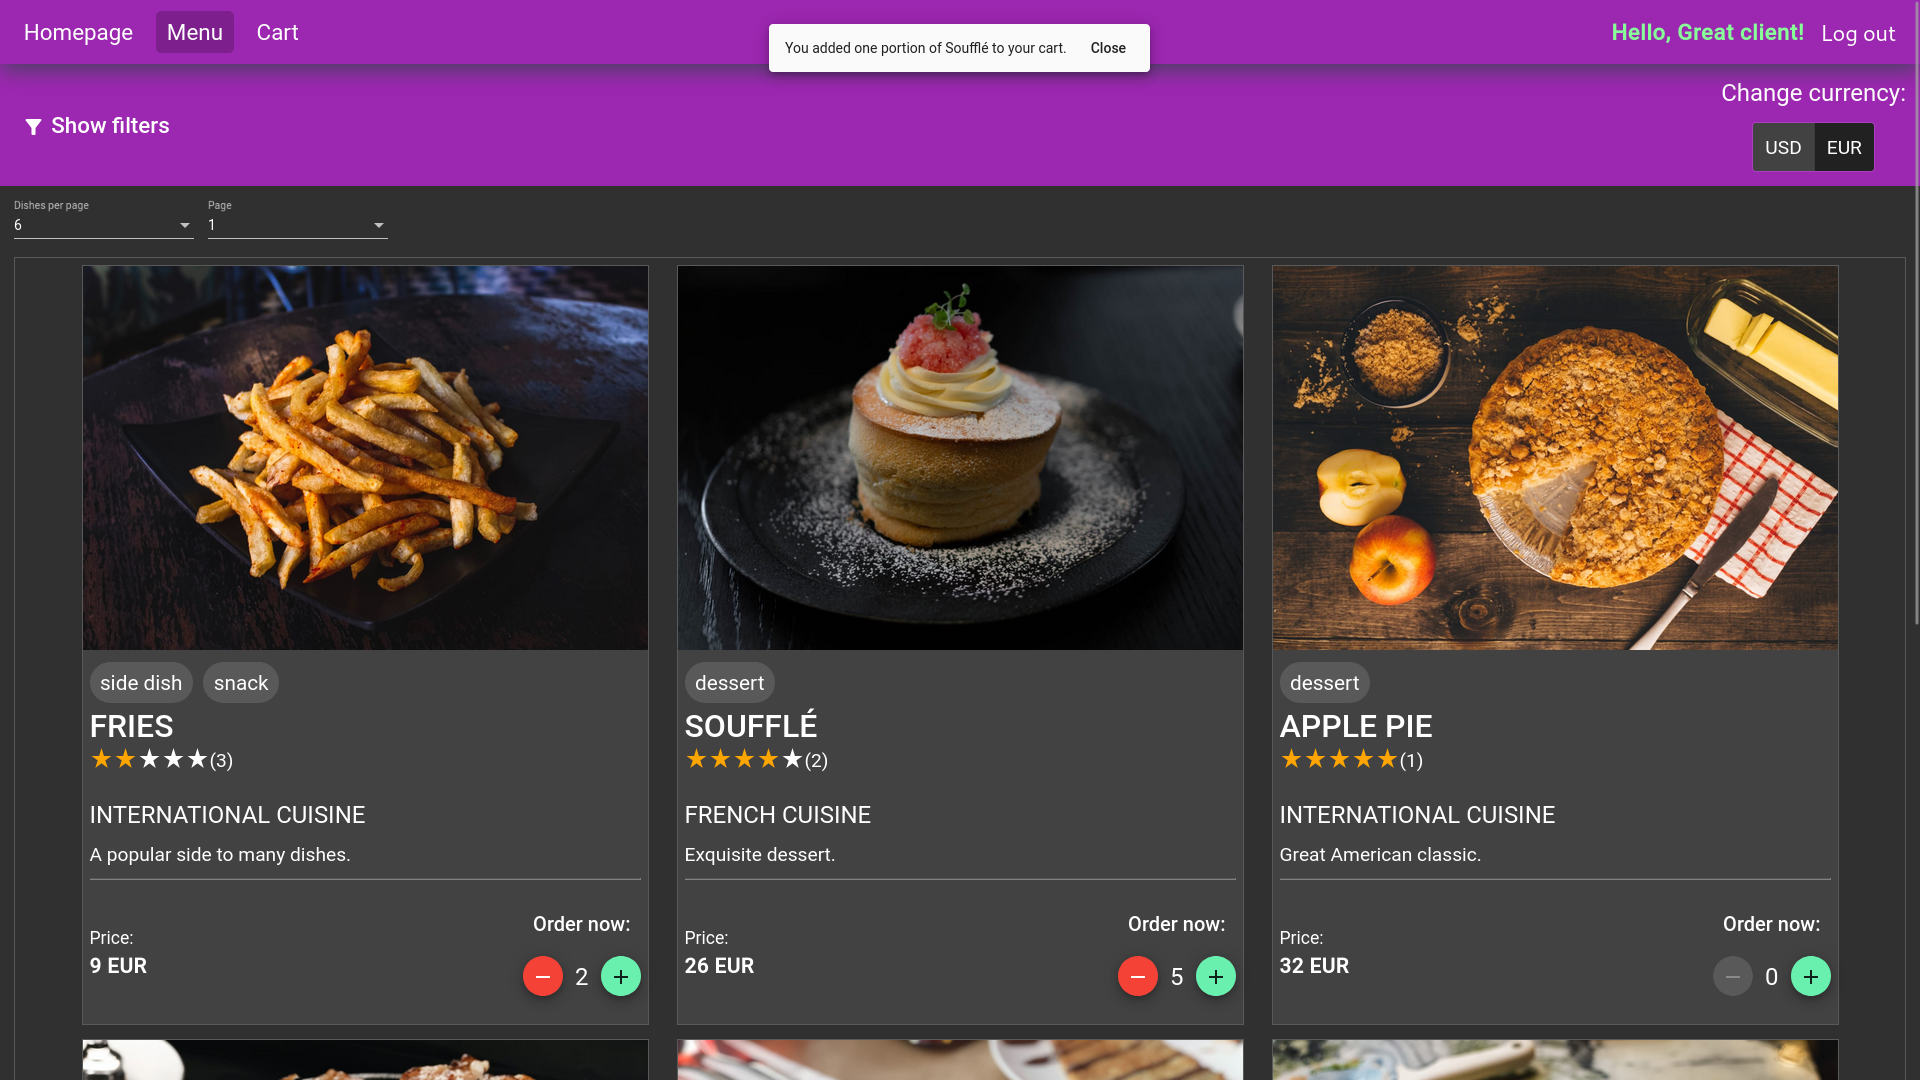 Homepage
Menu
Cart
You added one portion of Soufflé to your cart.
Close
Hello, Great client!
Log out
Show filters
Change currency:
USD
EUR
Dishes per page
6
Page
1
side dish
snack
FRIES
(3)
INTERNATIONAL CUISINE
A popular side to many dishes.
Price:
9 EUR
Order now:
2
dessert
SOUFFLÉ
(2)
FRENCH CUISINE
Exquisite dessert.
Price:
26 EUR
Order now:
5
dessert
APPLE PIE
(1)
INTERNATIONAL CUISINE
Great American classic.
Price:
32 EUR
Order now:
0